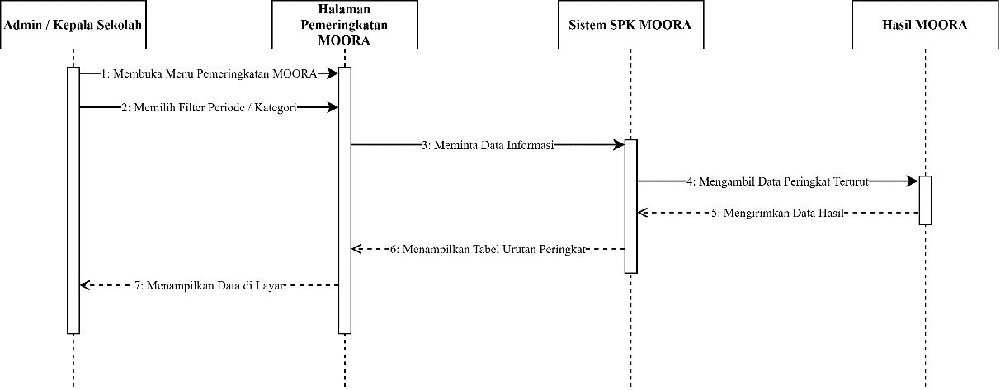 Admin / Kepala Sekolah
Halaman
Pemeringkatan
MOORA
Sistem SPK MOORA
Hasil MOORA
1: Membuka Menu Pemeringkatan MOORA
2: Memilih Filter Periode / Kategori
3: Meminta Data Informasi
4: Mengambil Data Peringkat Terurut
5: Mengirimkan Data Hasil
6: Menampilkan Tabel Urutan Peringkat
7: Menampilkan Data di Layar